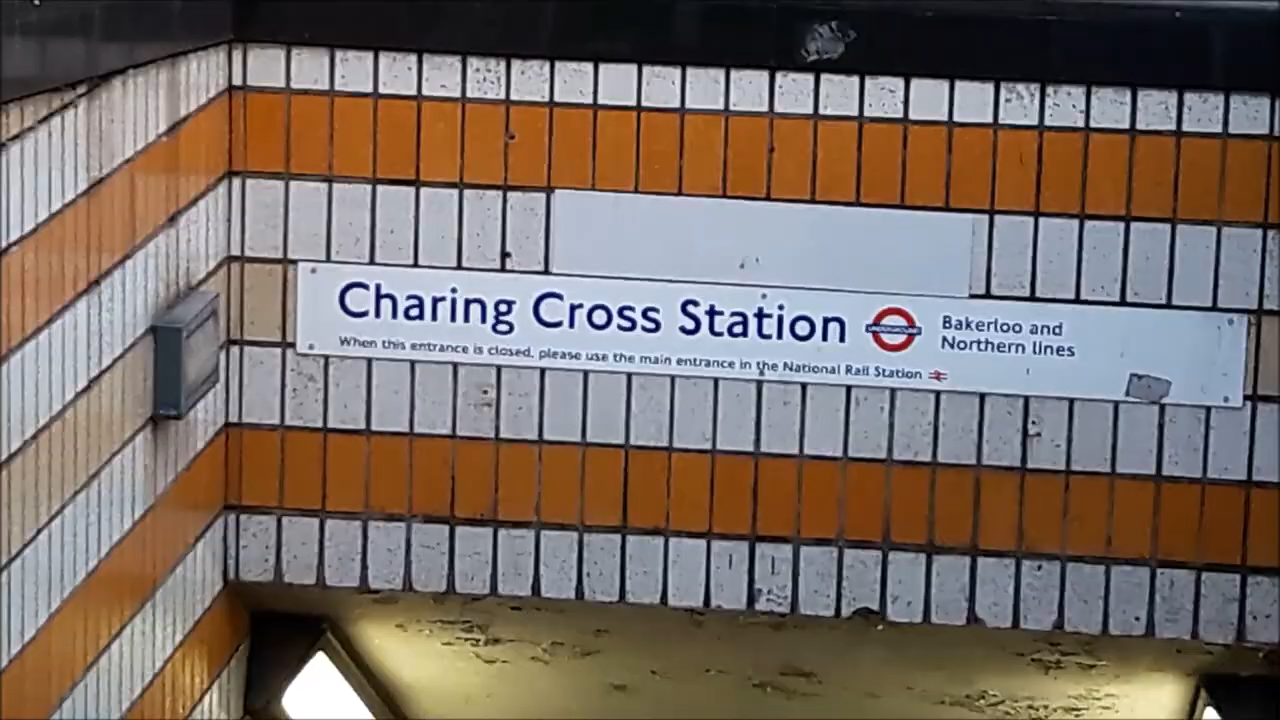 Charing Cross Station
UNDERGROUND
Bakerloo and
Northern lines
When this entrance is closed, please use the main entrance in the National Rail Station